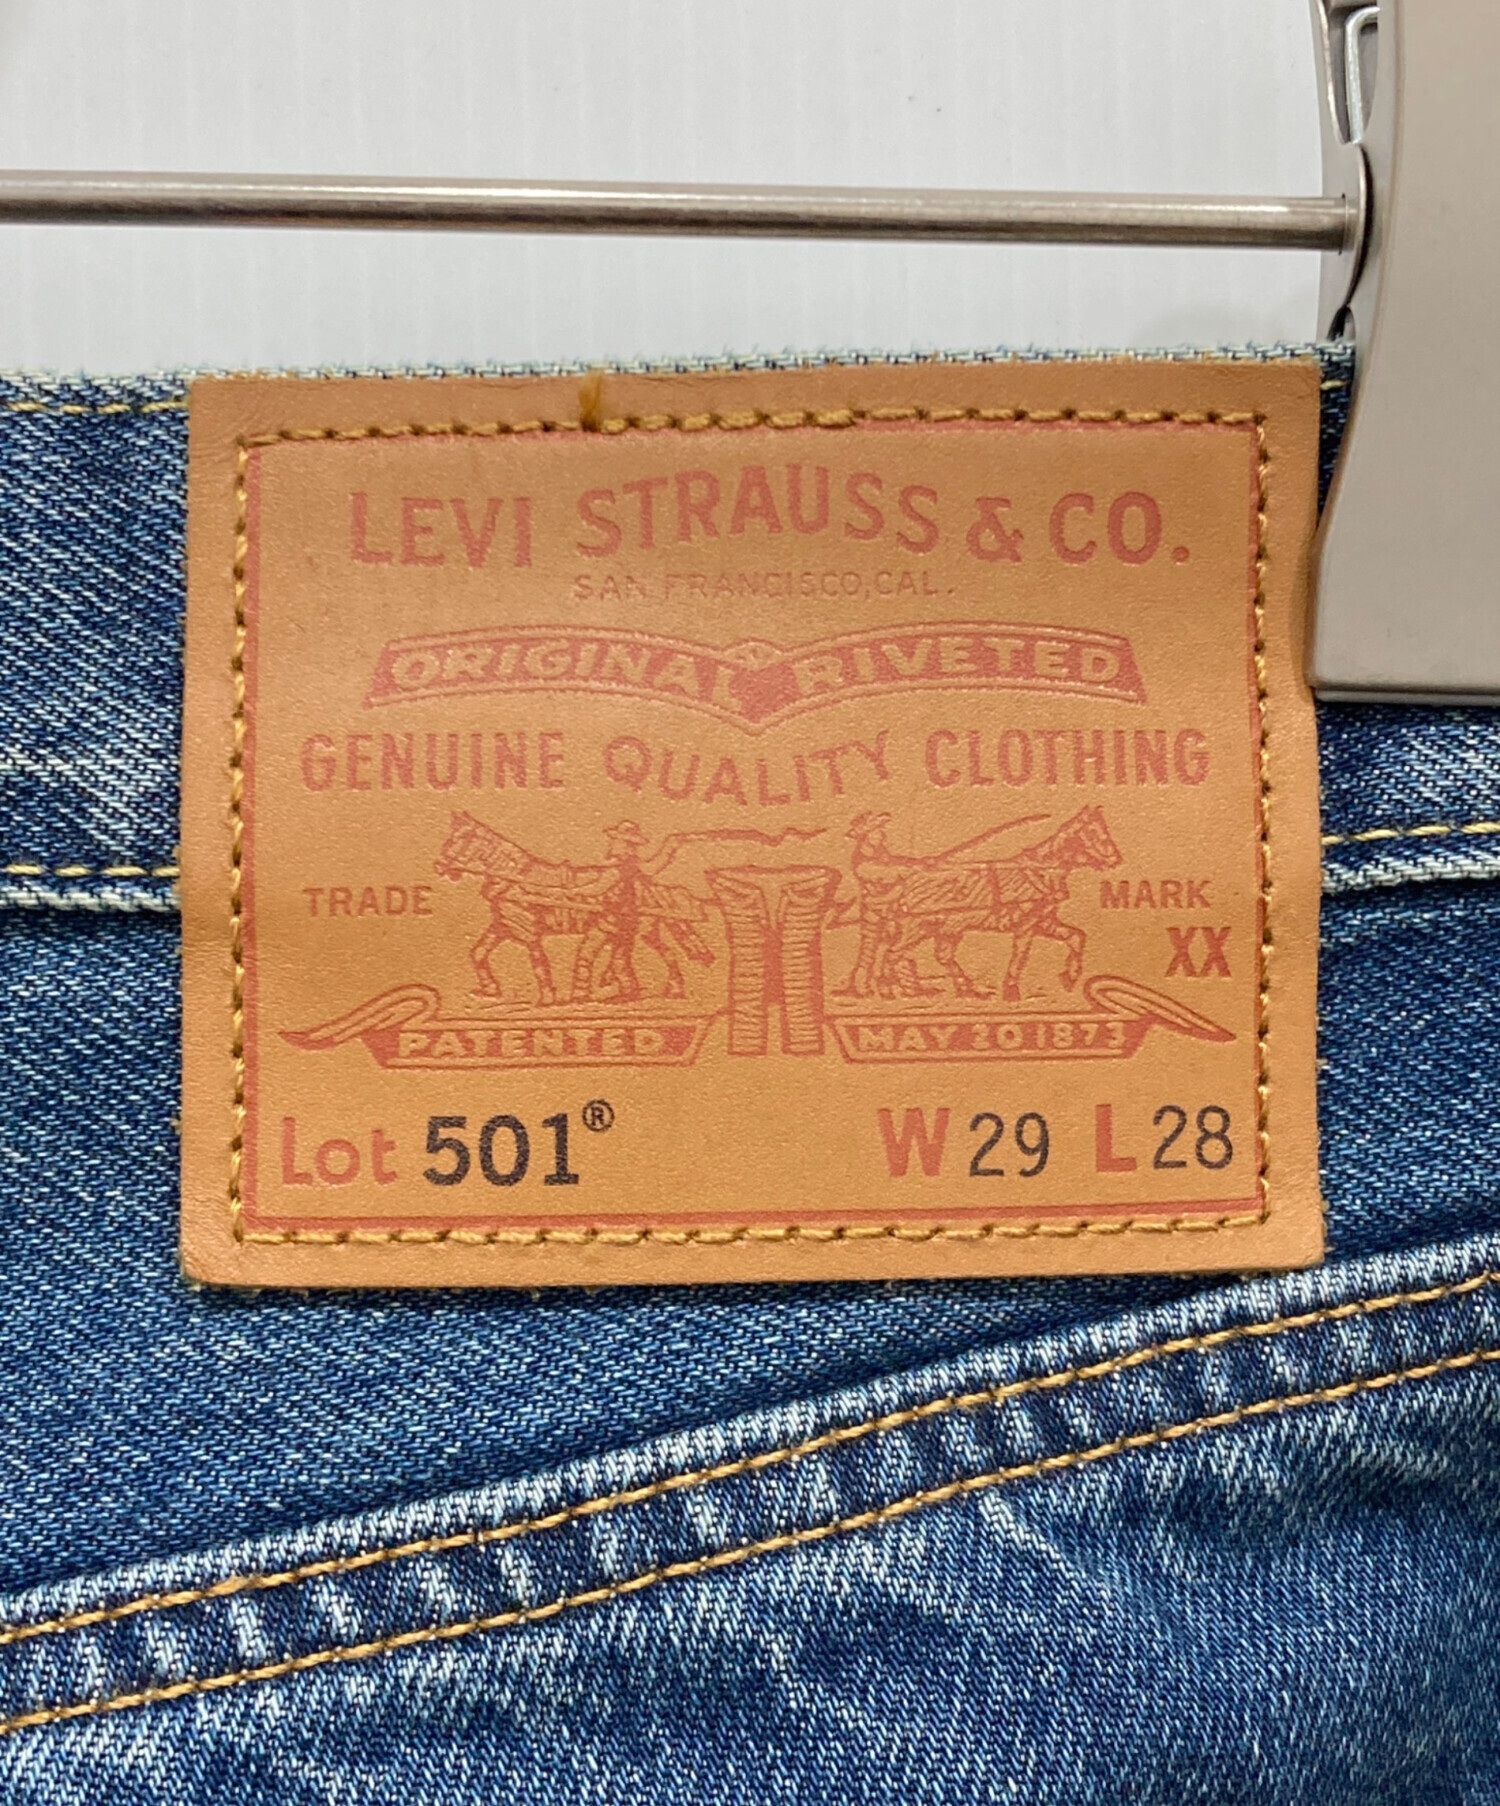 LEVI STRAUSS & CO.
SAN FRANCISCO, CAL.
ORIGINAL RIVETED
GENUINE QUALITY CLOTHING
TRADE MARK
XX
PATENTED MAY 20 1873
Lot 501® W 29 L 28